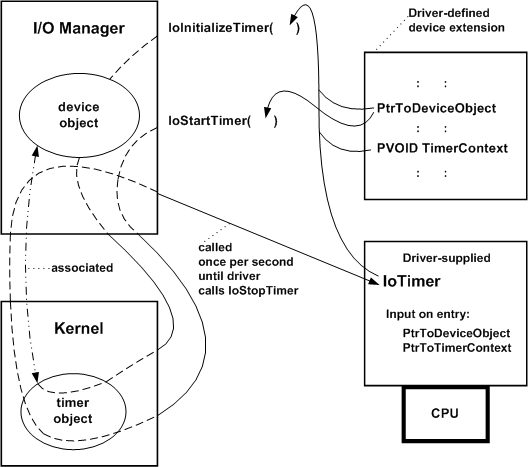 I/O Manager
device
object
IoInitializeTimer( )
IoStartTimer( )
Driver-defined
device extension
: :
PtrToDeviceObject
: :
PVOID TimerContext
: :
associated
called
once per second
until driver
calls IoStopTimer
Driver-supplied
IoTimer
Input on entry:
PtrToDeviceObject
PtrToTimerContext
CPU
Kernel
timer
object